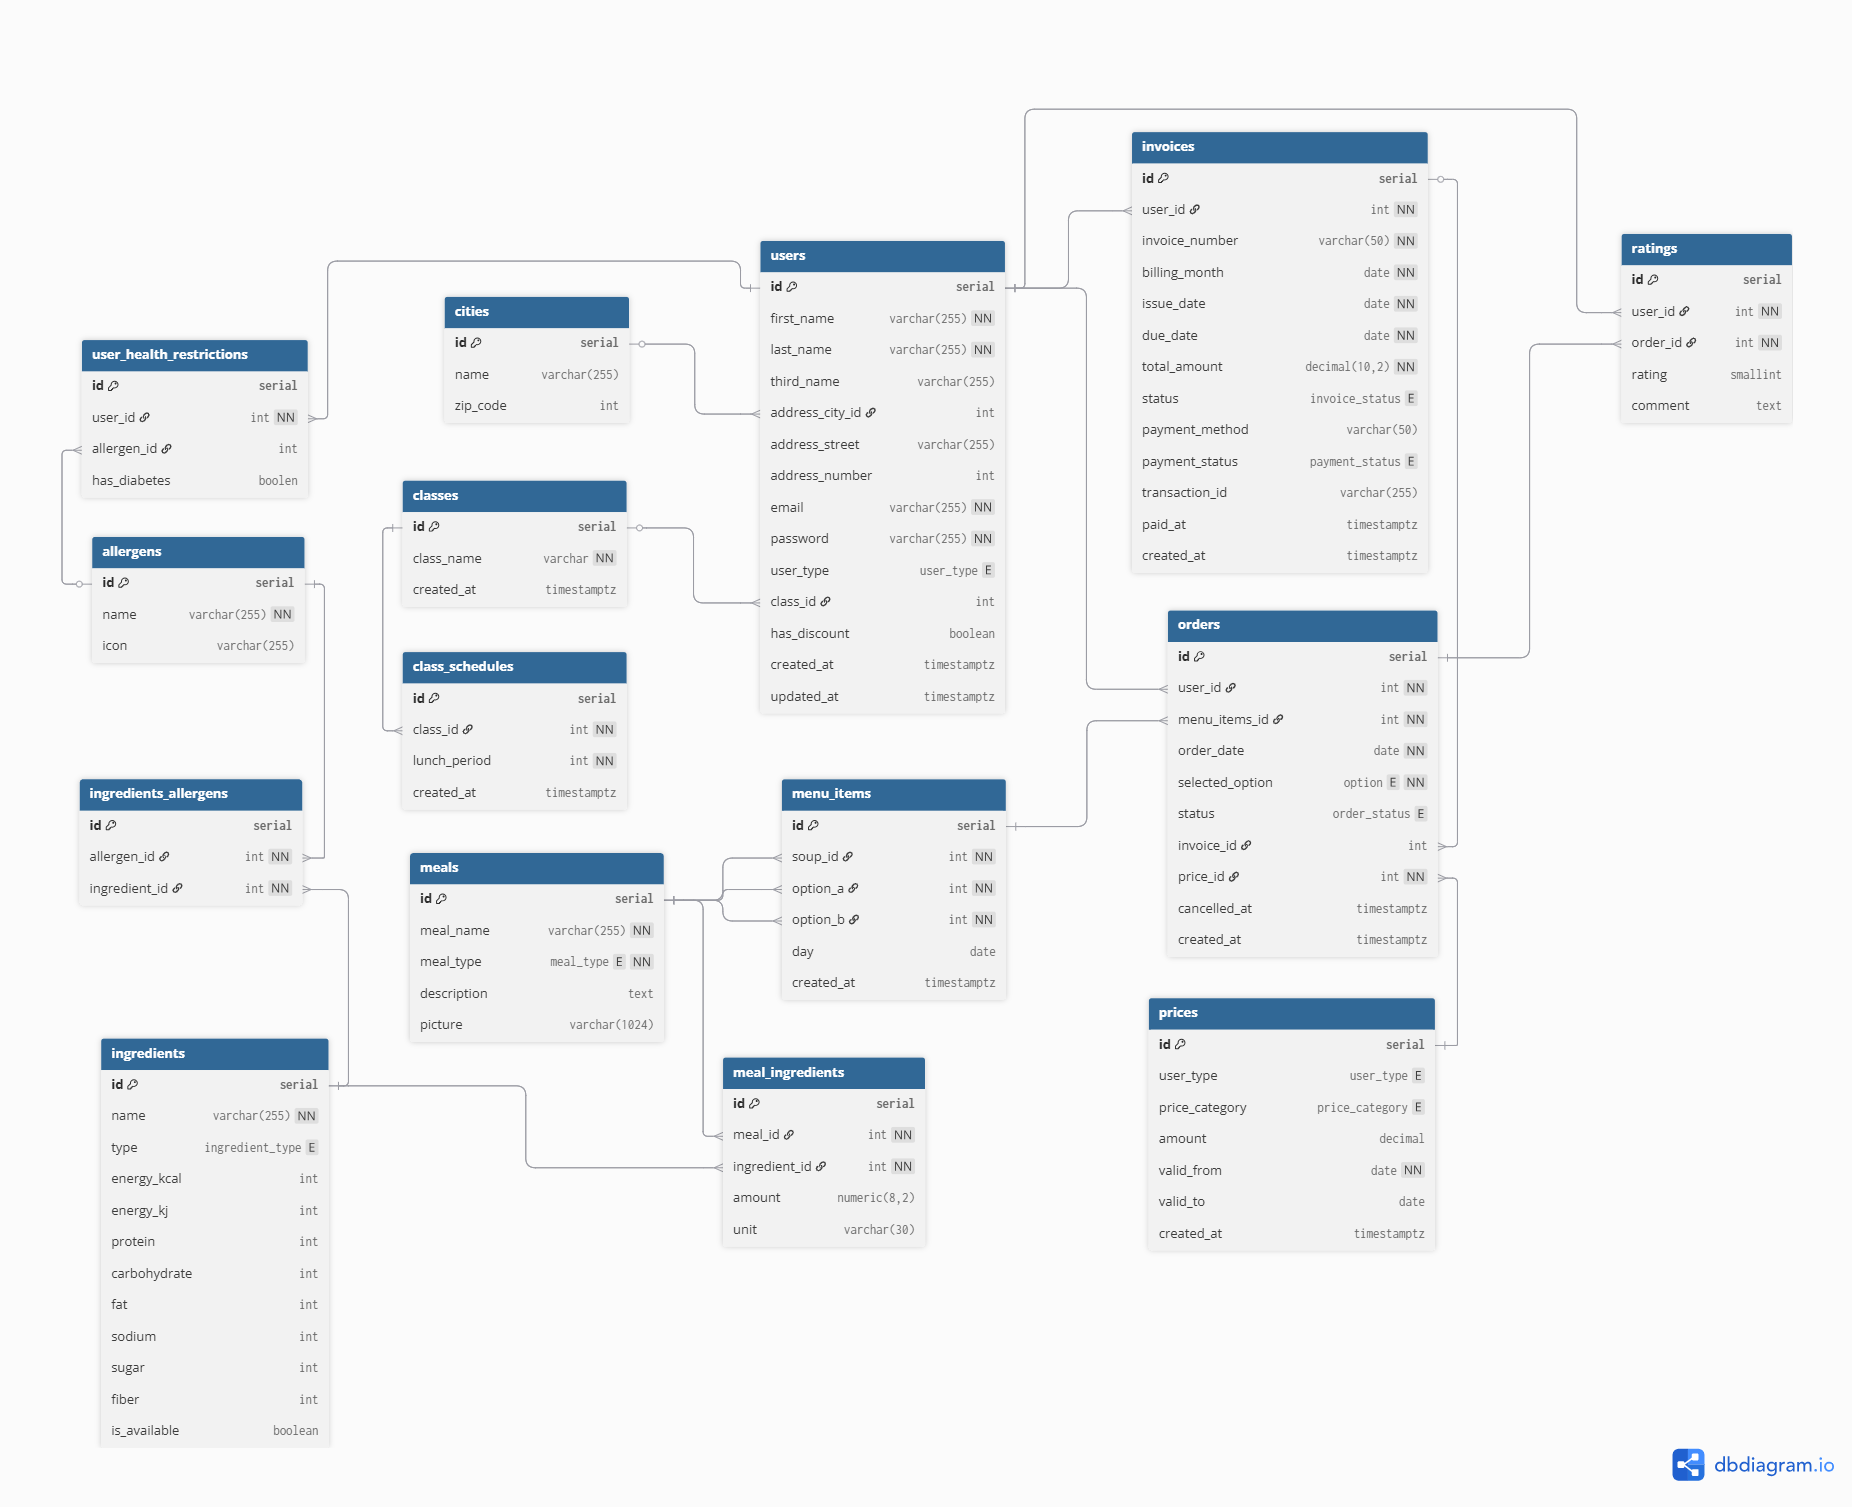 invoices
id serial
user_id int NN
invoice_number varchar(50) NN
billing_month date NN
issue_date date NN
due_date date NN
total_amount decimal(10,2) NN
status invoice_status E
payment_method varchar(50)
payment_status payment_status E
transaction_id varchar(255)
paid_at timestamptz
created_at timestamptz
ratings
id serial
user_id int NN
order_id int NN
rating smallint
comment text
users
id serial
first_name varchar(255) NN
last_name varchar(255) NN
third_name varchar(255)
address_city_id int
address_street varchar(255)
address_number int
email varchar(255) NN
password varchar(255) NN
user_type user_type E
class_id int
has_discount boolean
created_at timestamptz
updated_at timestamptz
cities
id serial
name varchar(255)
zip_code int
user_health_restrictions
id serial
user_id int NN
allergen_id int
has_diabetes boolen
classes
id serial
class_name varchar NN
created_at timestamptz
allergens
id serial
name varchar(255) NN
icon varchar(255)
class_schedules
id serial
class_id int NN
lunch_period int NN
created_at timestamptz
orders
id serial
user_id int NN
menu_items_id int NN
order_date date NN
selected_option option E NN
status order_status E
invoice_id int
price_id int NN
cancelled_at timestamptz
created_at timestamptz
ingredients_allergens
id serial
allergen_id int NN
ingredient_id int NN
menu_items
id serial
soup_id int NN
option_a int NN
option_b int NN
day date
created_at timestamptz
meals
id serial
meal_name varchar(255) NN
meal_type meal_type E NN
description text
picture varchar(1024)
prices
id serial
user_type user_type E
price_category price_category E
amount decimal
valid_from date NN
valid_to date
created_at timestamptz
ingredients
id serial
name varchar(255) NN
type ingredient_type E
energy_kcal int
energy_kj int
protein int
carbohydrate int
fat int
sodium int
sugar int
fiber int
is_available boolean
meal_ingredients
id serial
meal_id int NN
ingredient_id int NN
amount numeric(8,2)
unit varchar(30)
dbdiagram.io